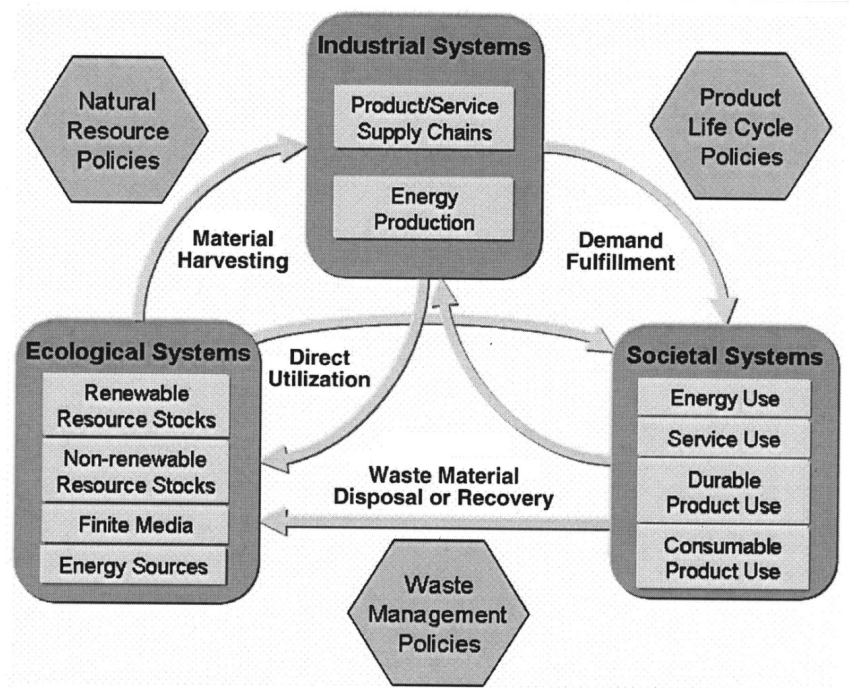 Industrial Systems
Product/Service
Supply Chains
Energy
Production
Natural
Resource
Policies
Product
Life Cycle
Policies
Material
Harvesting
Demand
Fulfillment
Ecological Systems
Renewable
Resource Stocks
Non-renewable
Resource Stocks
Finite Media
Energy Sources
Direct
Utilization
Societal Systems
Energy Use
Service Use
Durable
Product Use
Consumable
Product Use
Waste Material
Disposal or Recovery
Waste
Management
Policies